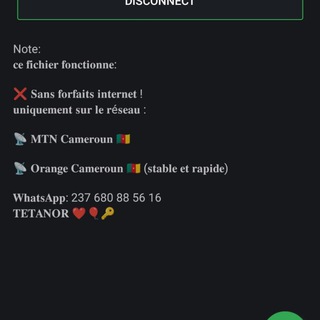 DISCONNECT
Note:
ce fichier fonctionne:
❌ Sans forfaits internet !
uniquement sur le réseau :
📡 MTN Cameroun 🇨🇲
📡 Orange Cameroun 🇨🇲 (stable et rapide)
WhatsApp: 237 680 88 56 16
TETANOR ❤️🎈🔑